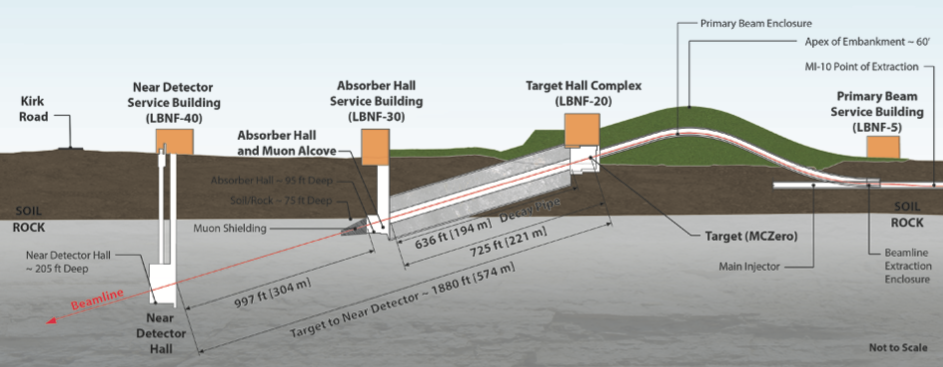 Primary Beam Enclosure
Apex of Embankment ~ 60'
MI-10 Point of Extraction
Kirk
Road
Near Detector
Service Building
(LBNF-40)
Absorber Hall
Service Building
(LBNF-30)
Target Hall Complex
(LBNF-20)
Primary Beam
Service Building
(LBNF-5)
Absorber Hall
and Muon Alcove
Absorber Hall ~ 95 ft Deep
Soil/Rock ~ 75 ft Deep
Muon Shielding
SOIL
ROCK
SOIL
ROCK
Near Detector Hall
~ 205 ft Deep
Beamline
Near
Detector
Hall
636 ft [194 m] Decay Pipe
725 ft [221 m]
997 ft [304 m]
Target to Near Detector ~ 1880 ft [574 m]
Target (MCZero)
Main Injector
Beamline
Extraction
Enclosure
Not to Scale